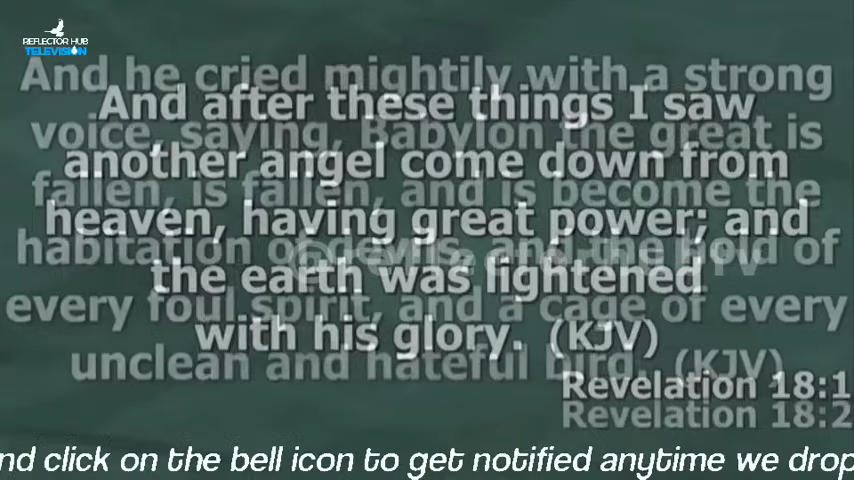 REFLECTOR HUB
TELEVISION
And after these things I saw
another angel come down from
heaven, having great power; and
the earth was lightened
with his glory. (KJV)
Revelation 18:1
And he cried mightily with a strong
voice, saying, Babylon the great is
fallen, is fallen, and is become the
habitation of devils, and the hold of
every foul spirit, and a cage of every
unclean and hateful bird. (KJV)
Revelation 18:2
nd click on the bell icon to get notified anytime we drop